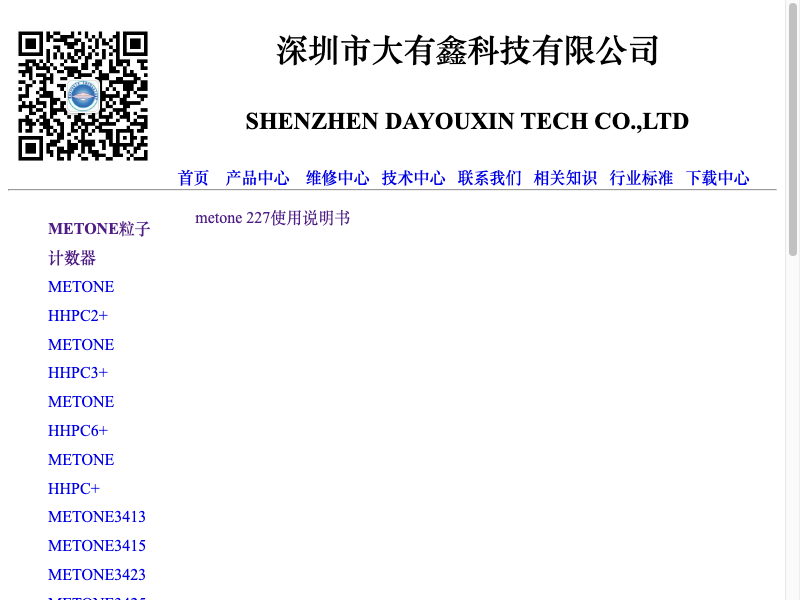 深圳市大有鑫科技有限公司
SHENZHEN DAYOUXIN TECH CO.,LTD
首页 产品中心 维修中心 技术中心 联系我们 相关知识 行业标准 下载中心
METONE粒子
计数器
METONE
HHPC2+
METONE
HHPC3+
METONE
HHPC6+
METONE
HHPC+
METONE3413
METONE3415
METONE3423
METONE3425
metone 227使用说明书